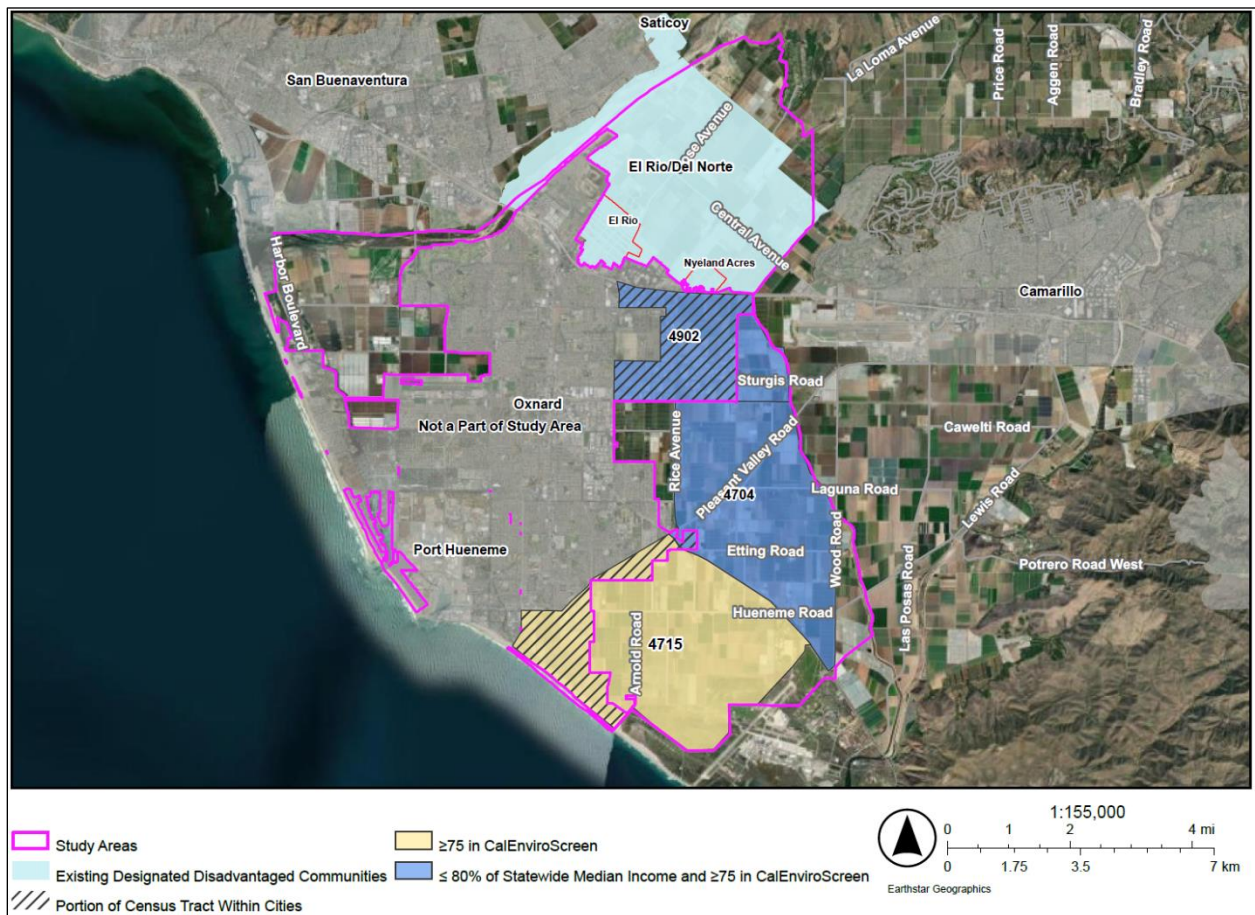 Saticoy
San Buenaventura
La Loma Avenue
Price Road
Aggen Road
Bradley Road
El Rio/Del Norte
El Rio
Central Avenue
Nyeland Acres
Harbor Boulevard
Camarillo
4902
Sturgis Road
Oxnard
Not a Part of Study Area
Rice Avenue
Pleasant Valley Road
Cawelti Road
4704
Laguna Road
Lewis Road
Port Hueneme
Etting Road
Wood Road
Potrero Road West
Las Posas Road
Hueneme Road
4715
Arnold Road
Study Areas
Existing Designated Disadvantaged Communities
Portion of Census Tract Within Cities
≥75 in CalEnviroScreen
≤ 80% of Statewide Median Income and ≥75 in CalEnviroScreen
1:155,000
0 1 2 4 mi
0 1.75 3.5 7 km
Earthstar Geographics